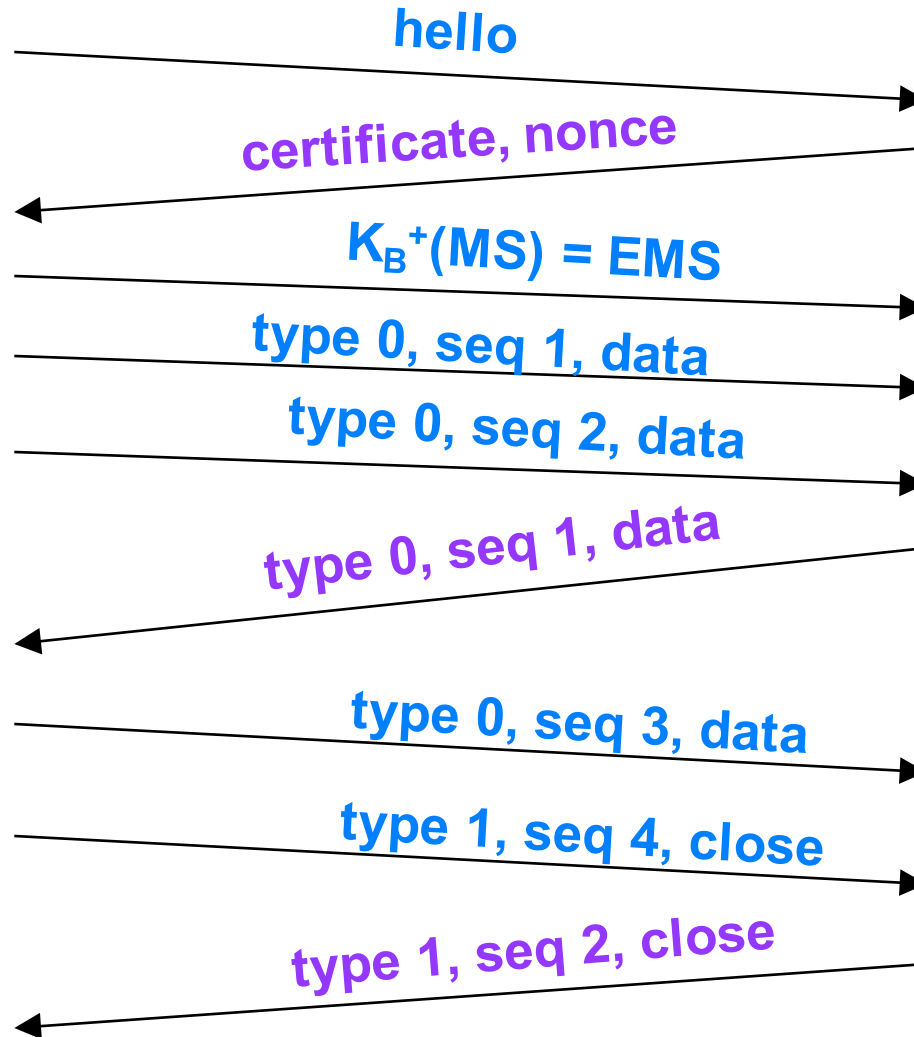 hello
certificate, nonce
K_B^+(MS) = EMS
type 0, seq 1, data
type 0, seq 2, data
type 0, seq 1, data
type 0, seq 3, data
type 1, seq 4, close
type 1, seq 2, close